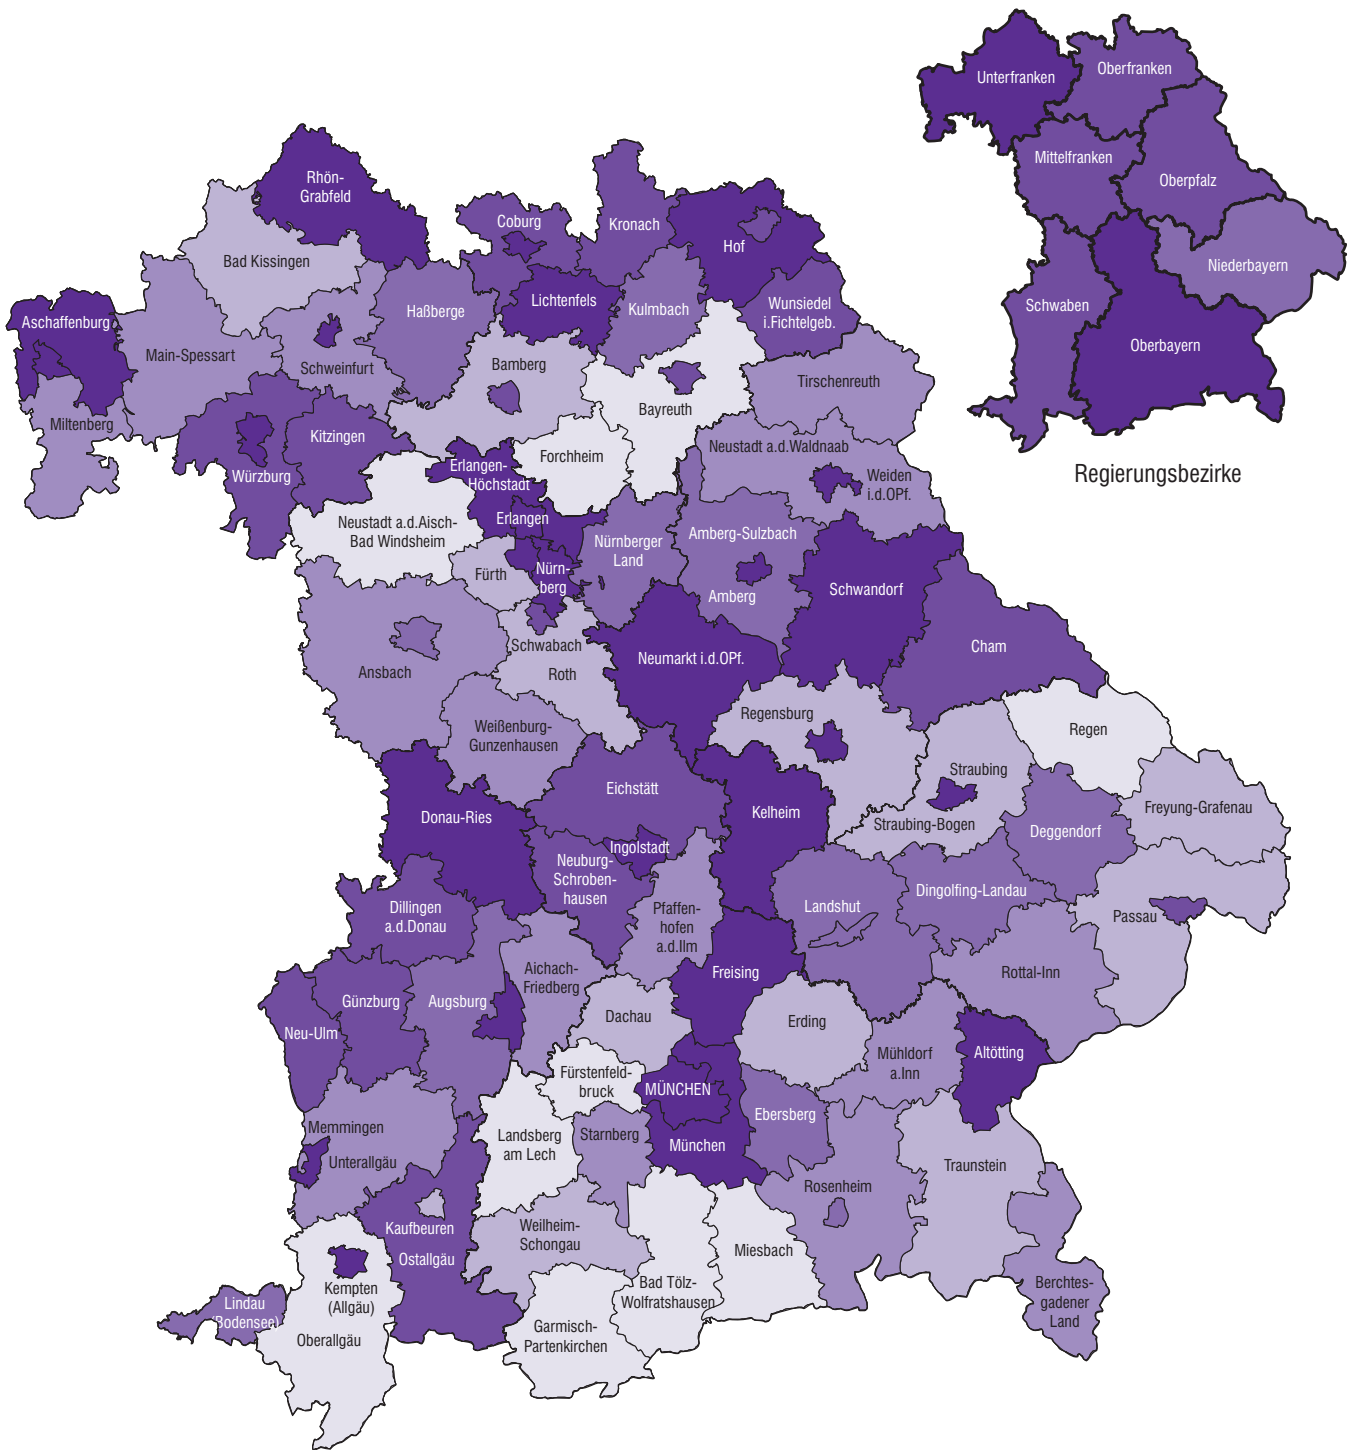 Unterfranken
Oberfranken
Mittelfranken
Oberpfalz
Niederbayern
Schwaben
Oberbayern
Regierungsbezirke
Rhön-
Grabfeld
Coburg
Kronach
Hof
Bad Kissingen
Lichtenfels
Haßberge
Kulmbach
Wunsiedel
i.Fichtelgeb.
Aschaffenburg
Main-Spessart
Schweinfurt
Bamberg
Tirschenreuth
Bayreuth
Miltenberg
Kitzingen
Neustadt a.d.Waldnaab
Würzburg
Erlangen-
Höchstadt
Forchheim
Weiden
i.d.OPf.
Neustadt a.d.Aisch-
Bad Windsheim
Erlangen
Nürnberger
Land
Amberg-Sulzbach
Fürth
Nürn-
berg
Amberg
Schwandorf
Schwabach
Roth
Ansbach
Neumarkt i.d.OPf.
Cham
Weißenburg-
Gunzenhausen
Regensburg
Regen
Straubing
Eichstätt
Donau-Ries
Kelheim
Straubing-Bogen
Deggendorf
Freyung-Grafenau
Ingolstadt
Neuburg-
Schroben-
hausen
Dillingen
a.d.Donau
Pfaffen-
hofen
a.d.Ilm
Landshut
Dingolfing-Landau
Passau
Aichach-
Friedberg
Freising
Rottal-Inn
Günzburg
Augsburg
Neu-Ulm
Dachau
Erding
Mühldorf
a.Inn
Altötting
Fürstenfeld-
bruck
MÜNCHEN
Ebersberg
Memmingen
Unterallgäu
Landsberg
am Lech
Starnberg
München
Traunstein
Rosenheim
Kaufbeuren
Ostallgäu
Weilheim-
Schongau
Miesbach
Kempten
(Allgäu)
Bad Tölz-
Wolfratshausen
Berchtes-
gadener
Land
Lindau
(Bodensee)
Oberallgäu
Garmisch-
Partenkirchen